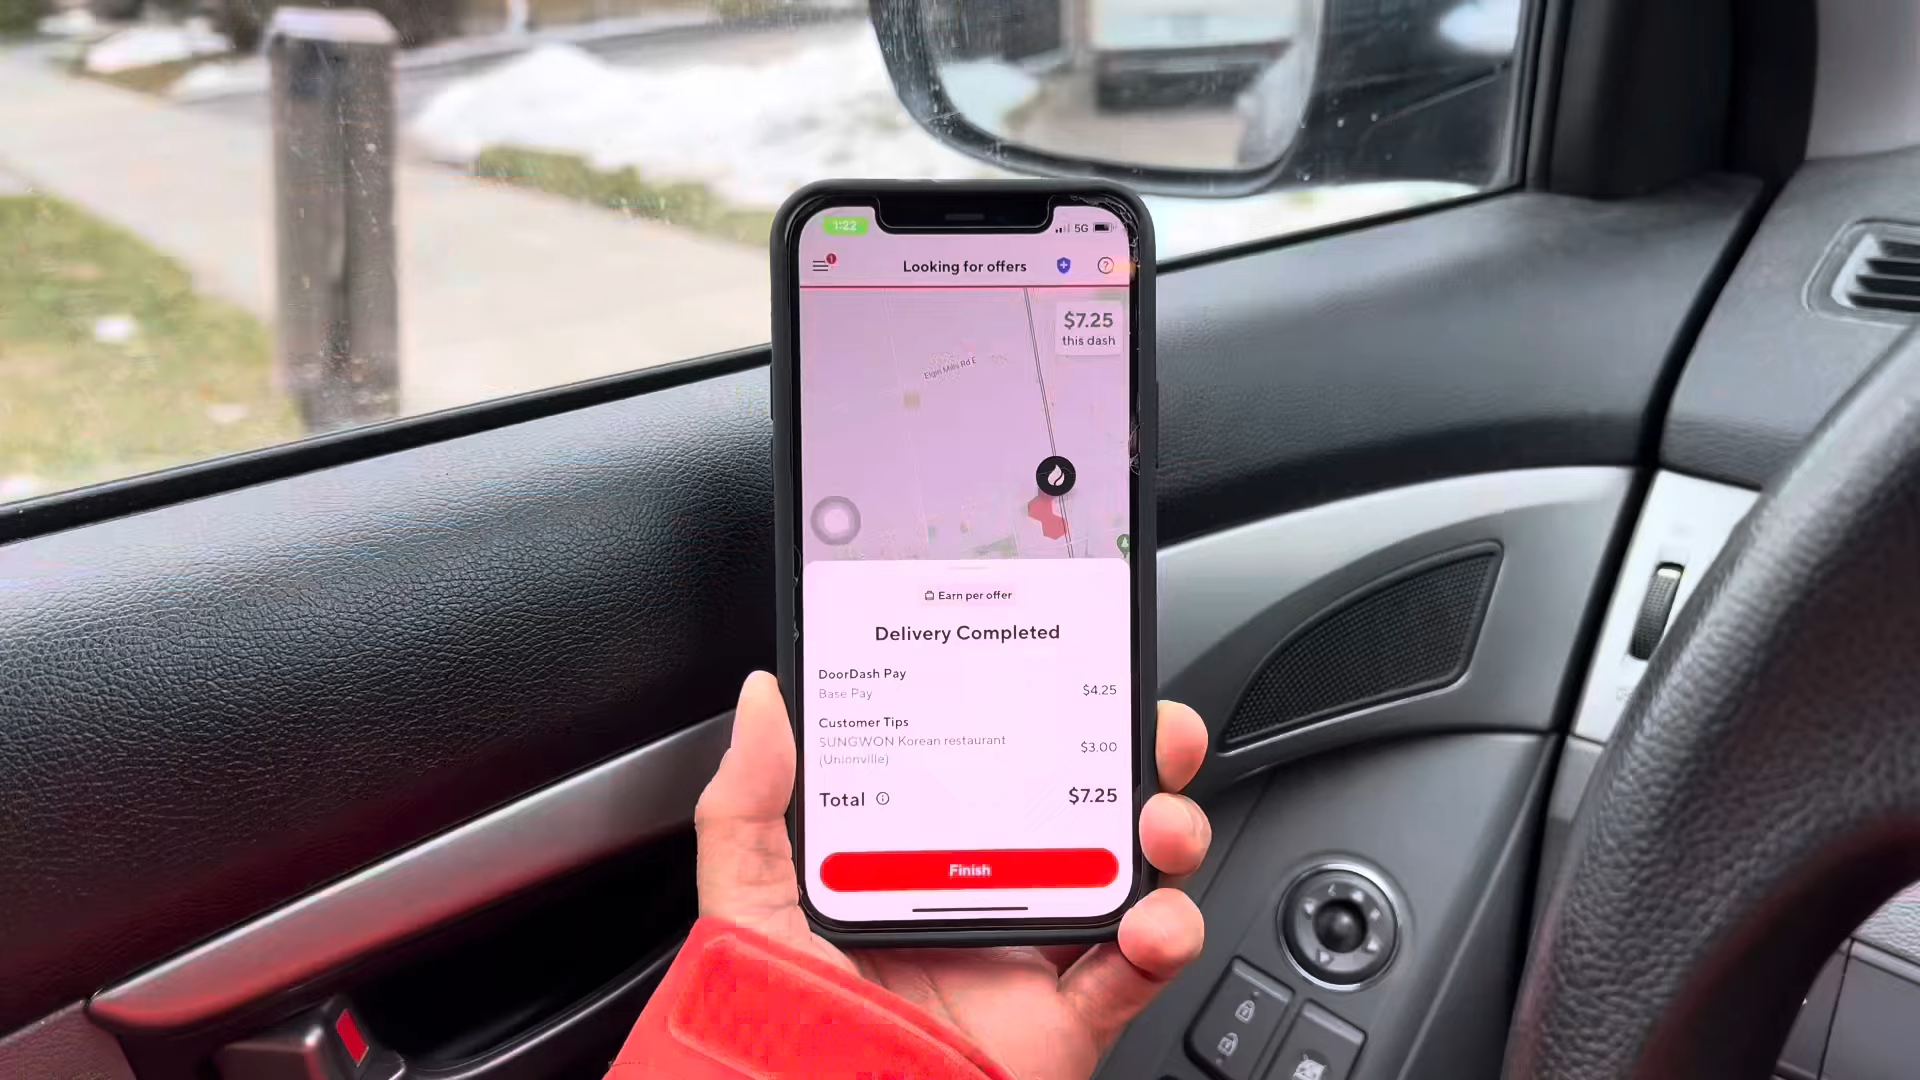 1:22
5G
1
Looking for offers
?
$7.25
this dash
Elgin Mills Rd E
Earn per offer
Delivery Completed
DoorDash Pay
Base Pay
$4.25
Customer Tips
SUNGWON Korean restaurant
(Unionville)
$3.00
Total
$7.25
Finish